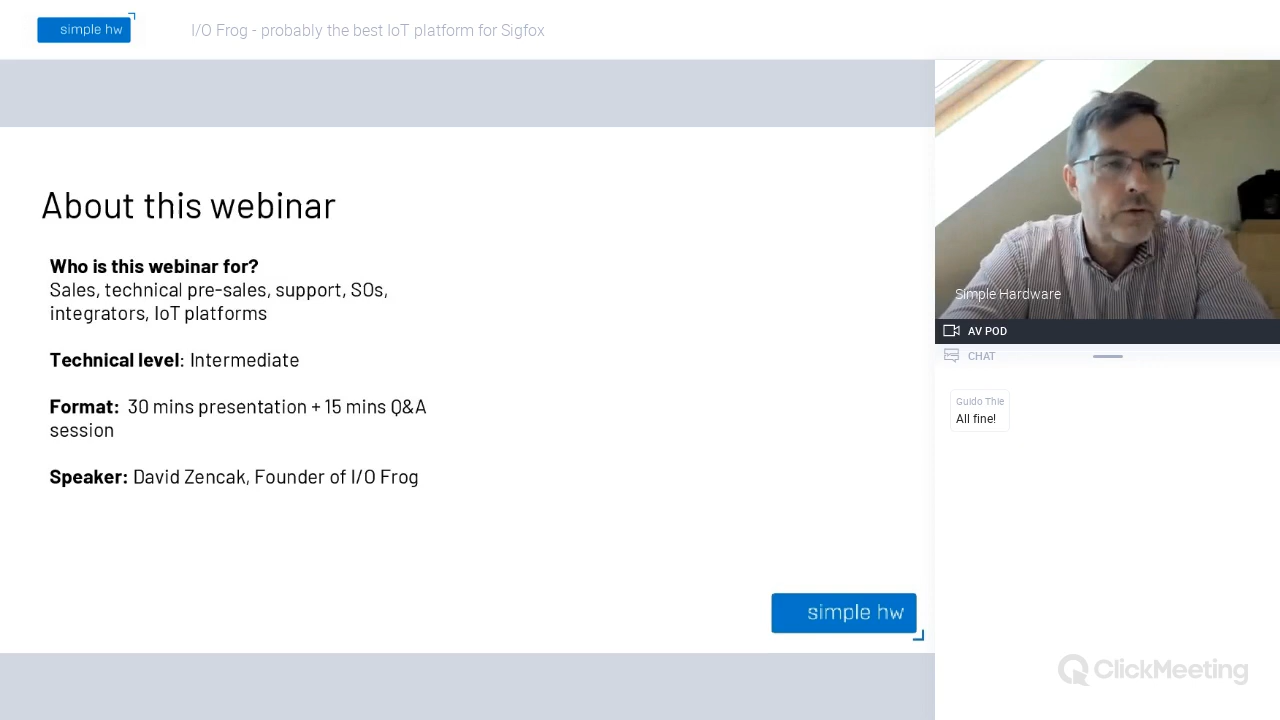 simple hw
I/O Frog - probably the best IoT platform for Sigfox
About this webinar
Who is this webinar for?
Sales, technical pre-sales, support, SOs,
integrators, IoT platforms
Technical level: Intermediate
Format: 30 mins presentation + 15 mins Q&A
session
Speaker: David Zencak, Founder of I/O Frog
simple hw
Simple Hardware
AV POD
CHAT
Guido Thie
All fine!
ClickMeeting